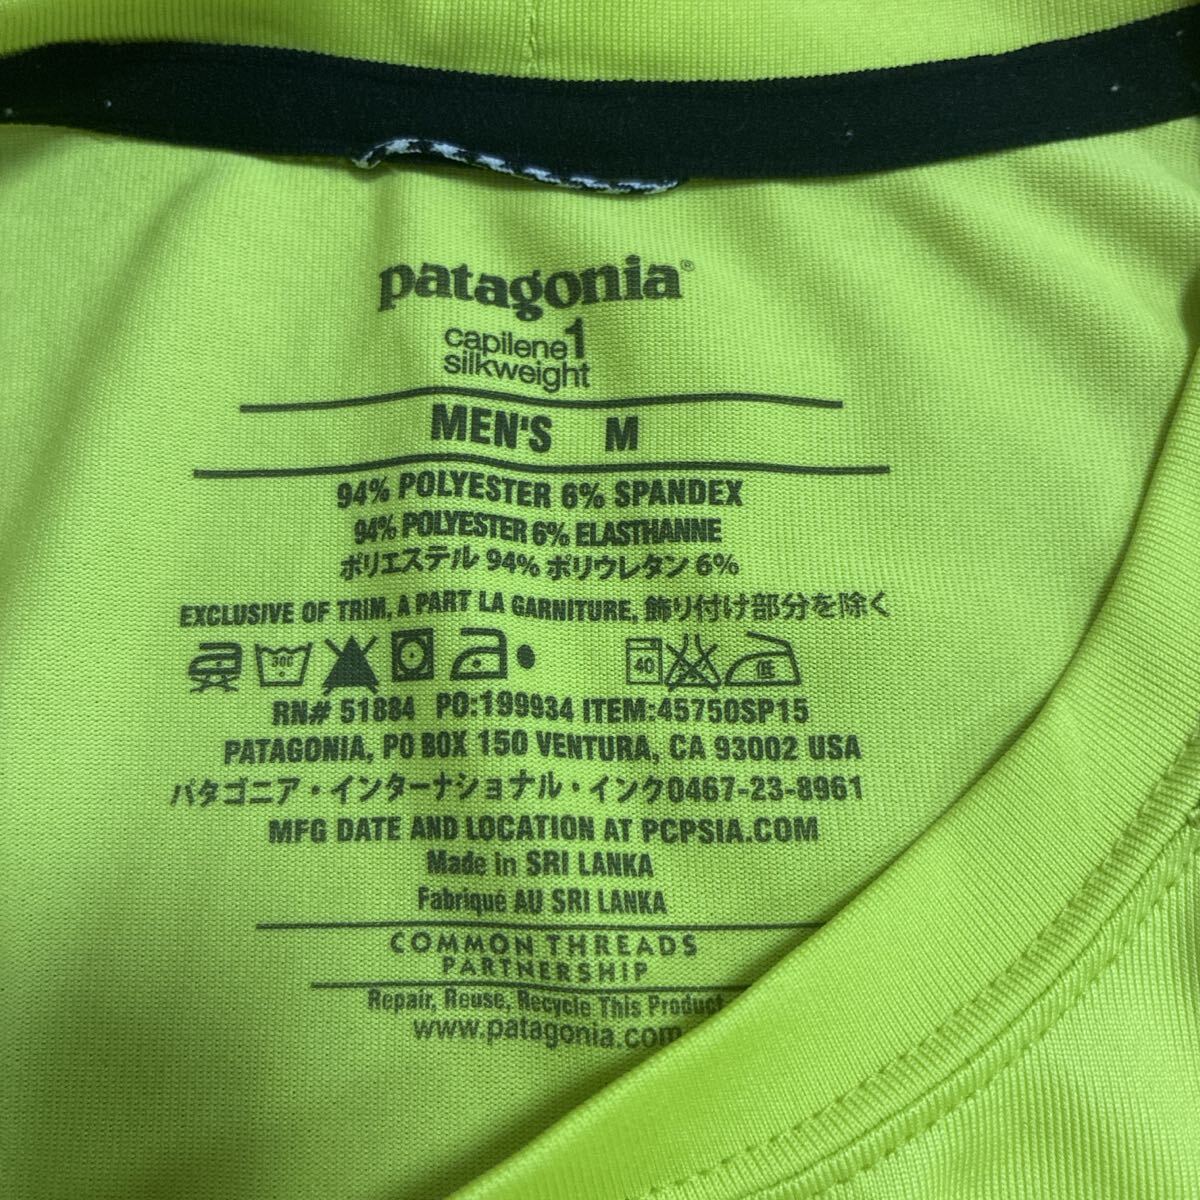 patagonia®
capilene 1
silkweight
MEN'S M
94% POLYESTER 6% SPANDEX
94% POLYESTER 6% ELASTHANNE
ポリエステル 94% ポリウレタン 6%
EXCLUSIVE OF TRIM, A PART LA GARNITURE, 飾り付け部分を除く
30C 40 低
RN# 51884 PO:199934 ITEM:45750SP15
PATAGONIA, PO BOX 150 VENTURA, CA 93002 USA
パタゴニア・インターナショナル・インク0467-23-8961
MFG DATE AND LOCATION AT PCPSIA.COM
Made in SRI LANKA
Fabriqué AU SRI LANKA
COMMON THREADS
PARTNERSHIP
Repair, Reuse, Recycle This Product
www.patagonia.com